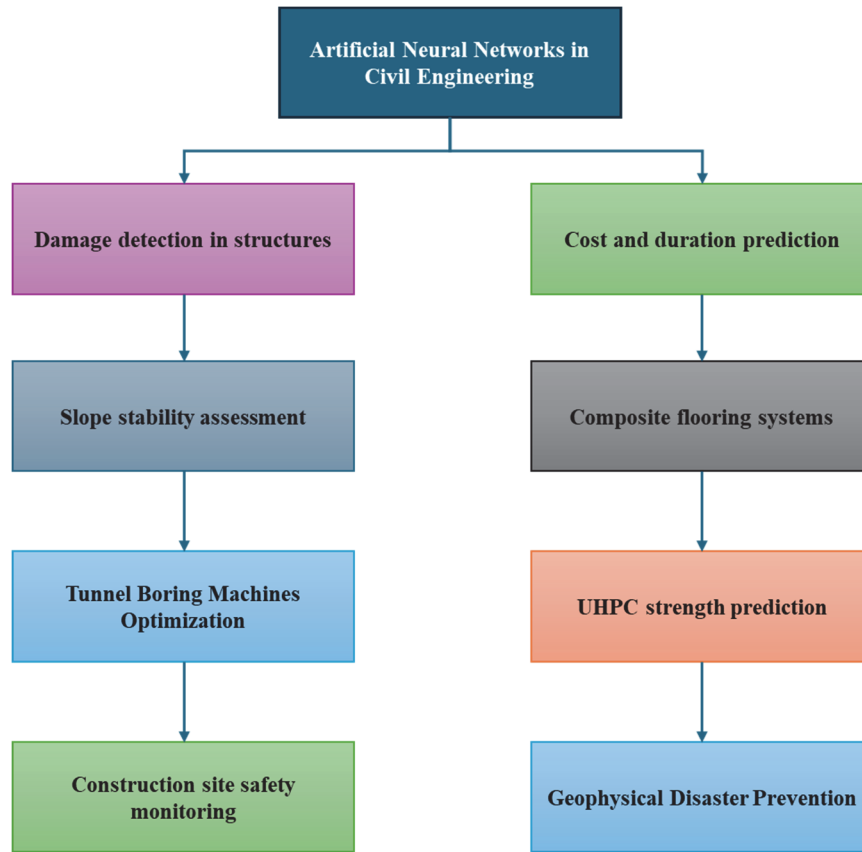 Artificial Neural Networks in
Civil Engineering
Damage detection in structures
Cost and duration prediction
Slope stability assessment
Composite flooring systems
Tunnel Boring Machines
Optimization
UHPC strength prediction
Construction site safety
monitoring
Geophysical Disaster Prevention